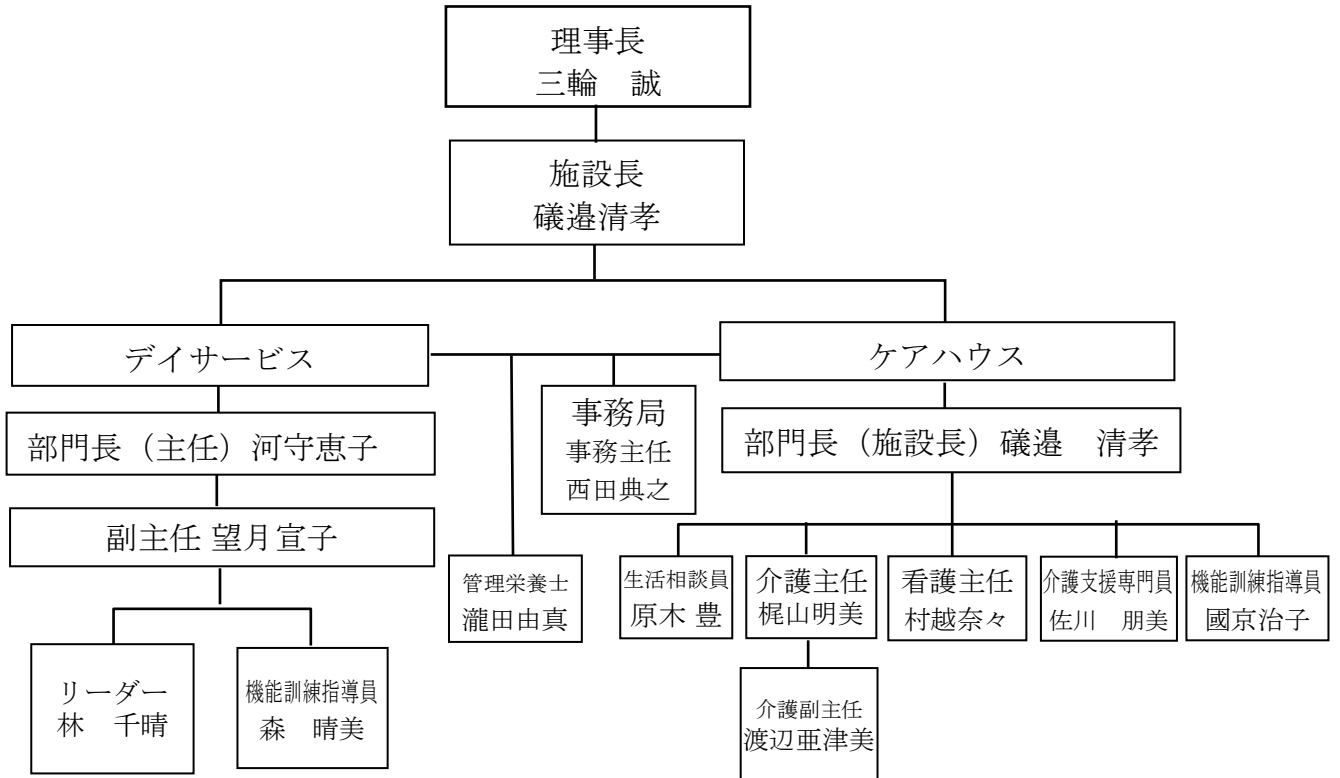 理事長
三輪　誠
施設長
礒邉清孝
デイサービス
ケアハウス
部門長（主任）河守恵子
事務局
事務主任
西田典之
部門長（施設長）礒邉　清孝
副主任 望月宣子
管理栄養士
瀧田由真
生活相談員
原木 豊
介護主任
梶山明美
看護主任
村越奈々
介護支援専門員
佐川　朋美
機能訓練指導員
國京治子
リーダー
林　千晴
機能訓練指導員
森　晴美
介護副主任
渡辺亜津美